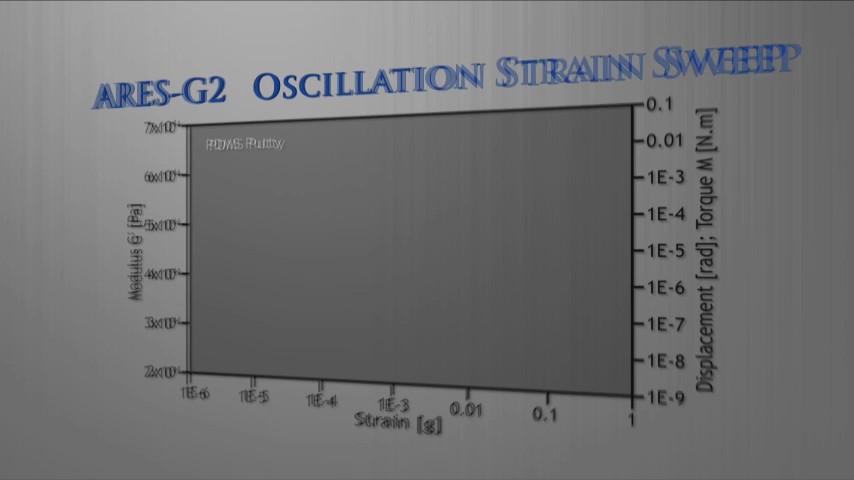 ARES-G2 OSCILLATION STRAIN SWEEP
PDMS Putty
7x10⁴
6x10⁴
5x10⁴
4x10⁴
3x10⁴
2x10⁴
Modulus G' [Pa]
1E-6 1E-5 1E-4 1E-3 0.01 0.1 1
Strain [g]
0.1
0.01
1E-3
1E-4
1E-5
1E-6
1E-7
1E-8
1E-9
Displacement [rad]; Torque M [N.m]